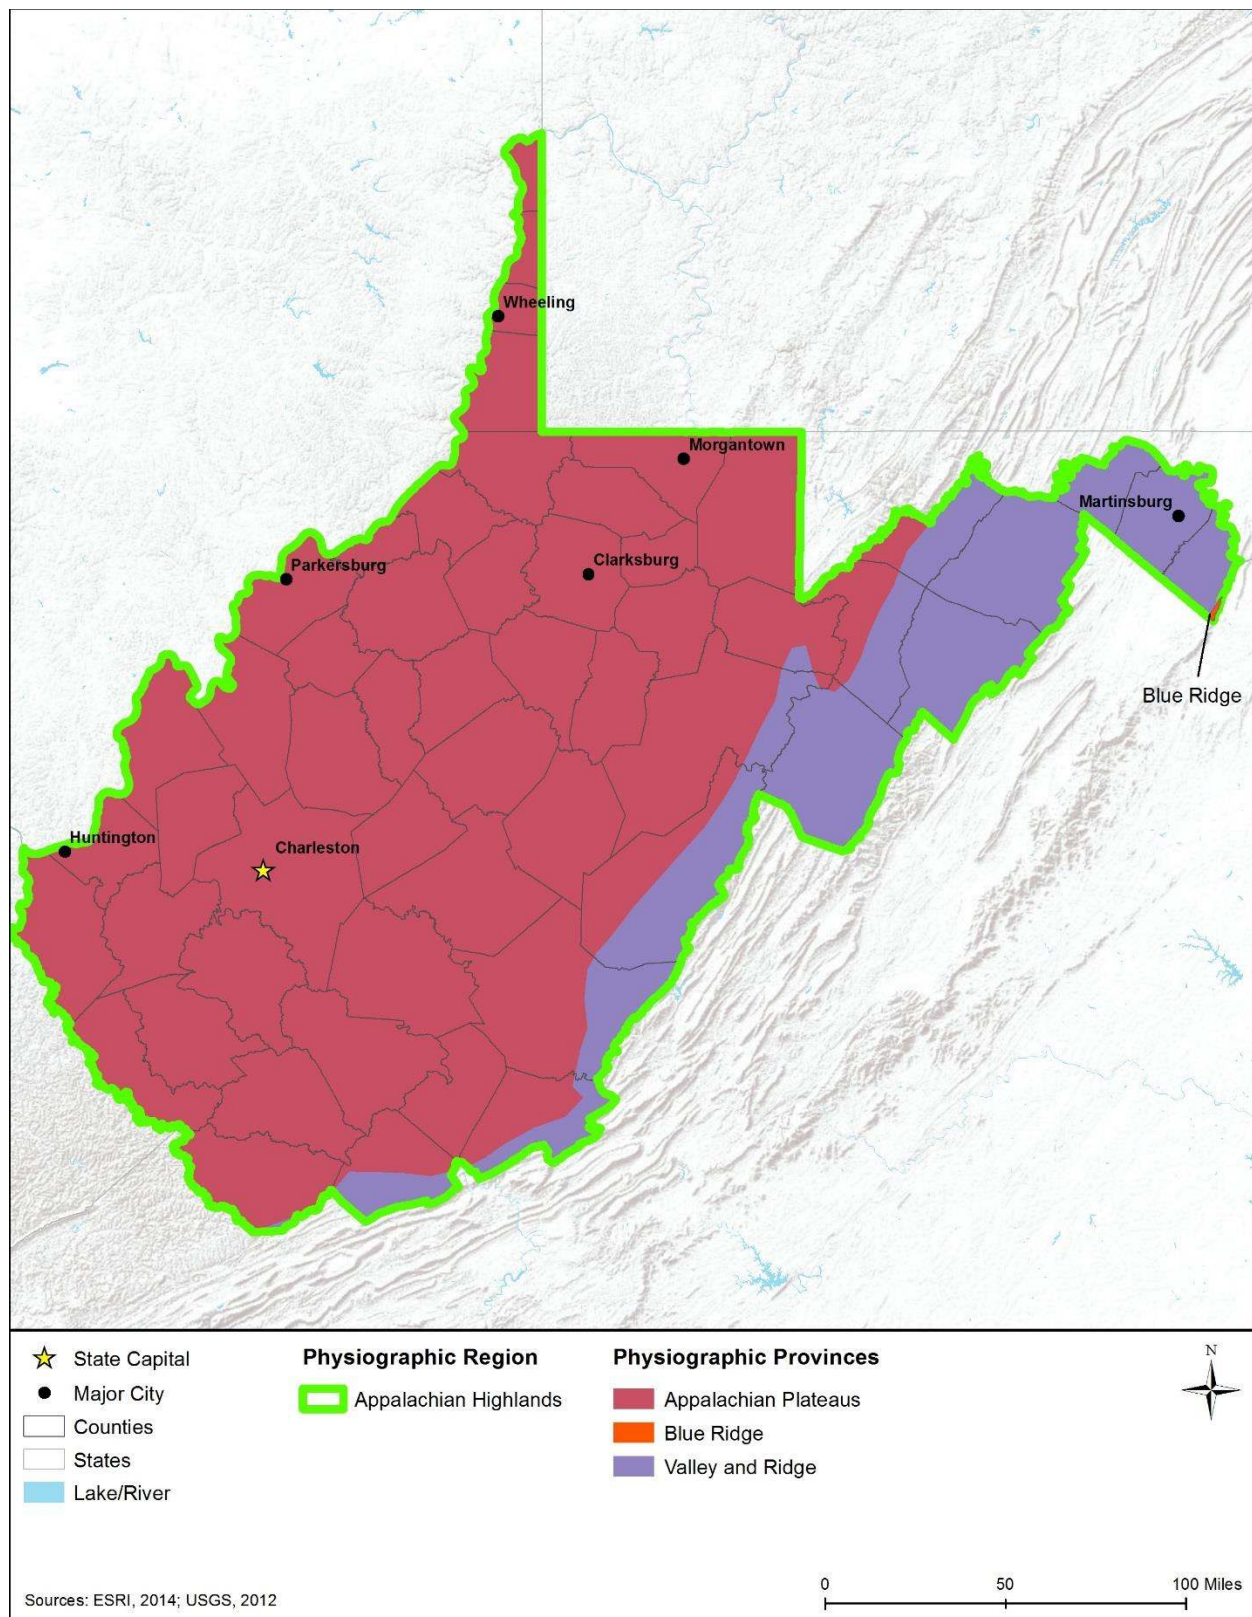 Wheeling
Morgantown
Martinsburg
Clarksburg
Parkersburg
Blue Ridge
Huntington
Charleston
State Capital
Major City
Counties
States
Lake/River
Physiographic Region
Appalachian Highlands
Physiographic Provinces
Appalachian Plateaus
Blue Ridge
Valley and Ridge
N
Sources: ESRI, 2014; USGS, 2012
0 50 100 Miles